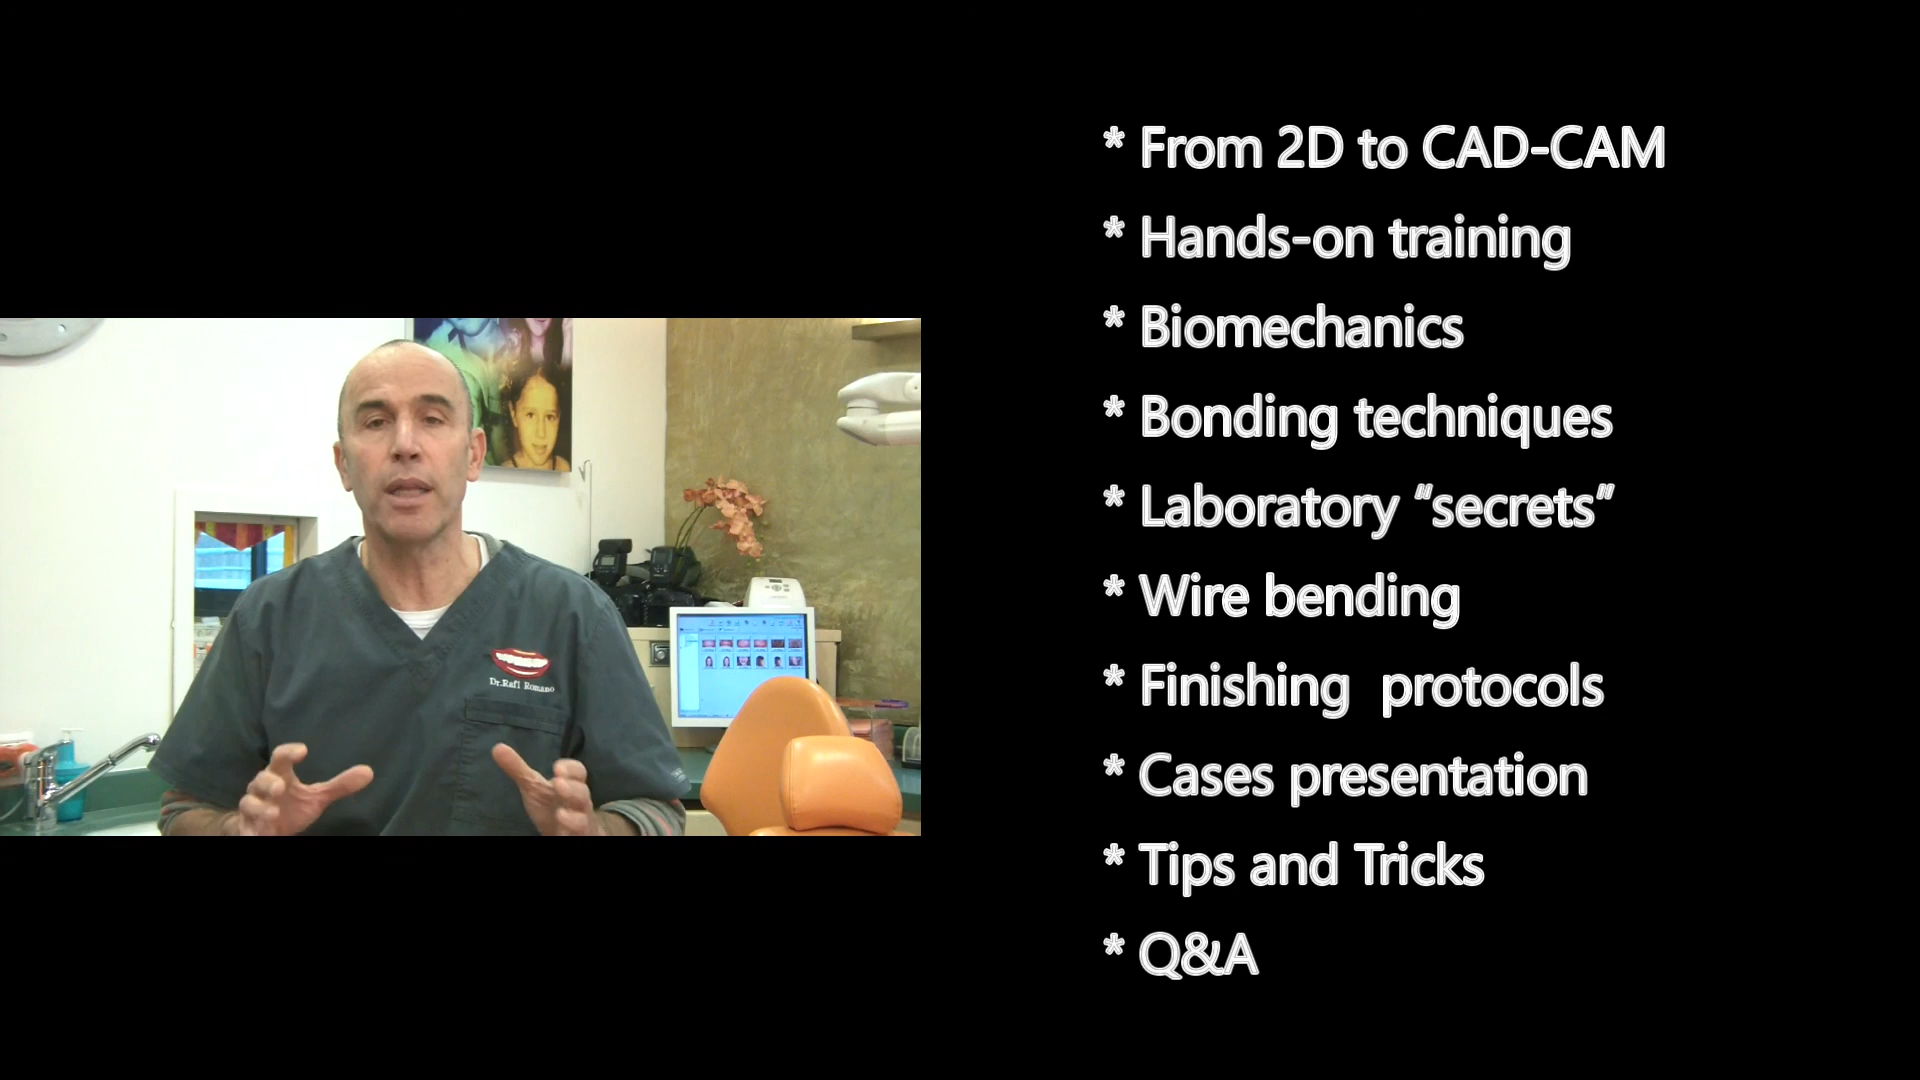 * From 2D to CAD-CAM
* Hands-on training
* Biomechanics
* Bonding techniques
* Laboratory “secrets”
* Wire bending
* Finishing  protocols
* Cases presentation
* Tips and Tricks
* Q&A
Dr.Rafi Romano